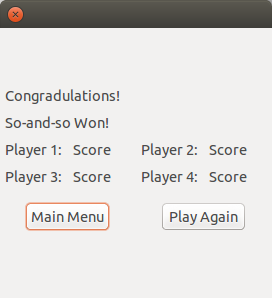 Congradulations!
So-and-so Won!
Player 1: Score Player 2: Score
Player 3: Score Player 4: Score
Main Menu Play Again